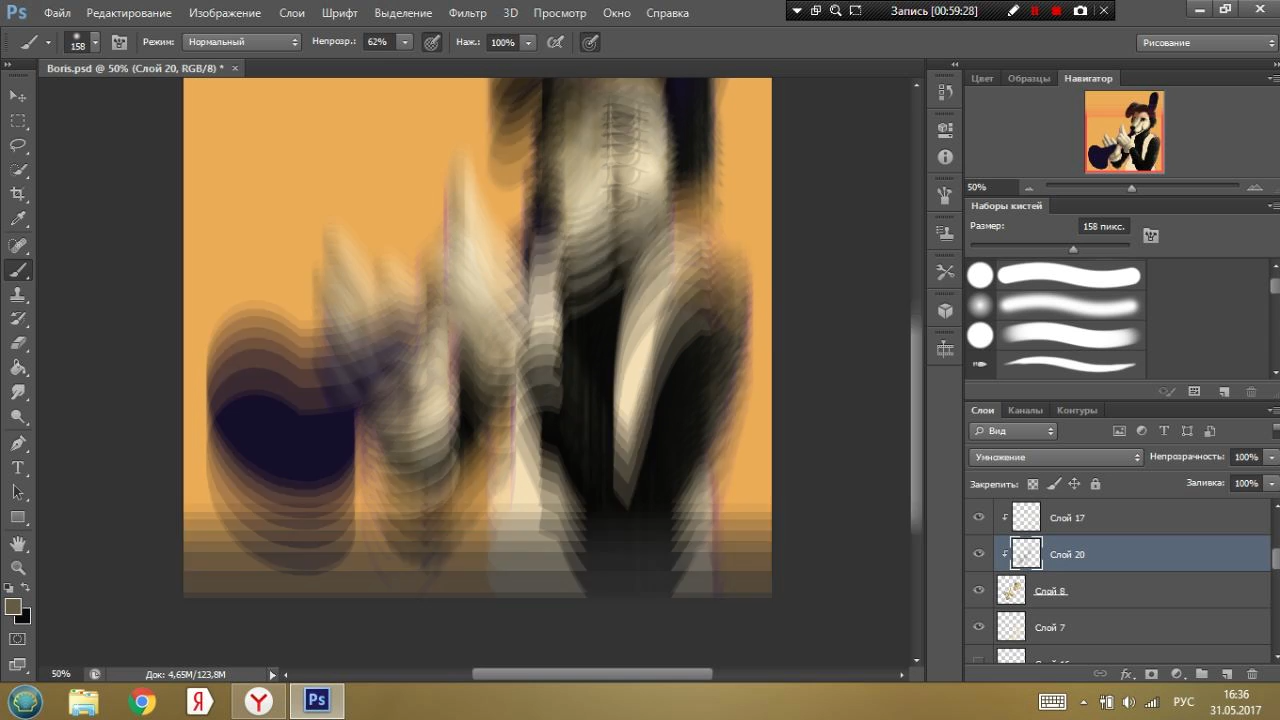 Ps Файл Редактирование Изображение Слои Шрифт Выделение Фильтр 3D Просмотр Окно Справка
Запись [00:59:28]
158 Режим: Нормальный Непрозр.: 62% Наж.: 100% Рисование
Boris.psd @ 50% (Слой 20, RGB/8) * ×
Цвет Образцы Навигатор
50%
Наборы кистей
Размер: 158 пикс.
Слои Каналы Контуры
Вид
Умножение Непрозрачность: 100%
Закрепить: Заливка: 100%
Слой 17
Слой 20
Слой 8
Слой 7
50% Док: 4,65M/123,8M
Я Y Ps РУС 16:36
31.05.2017